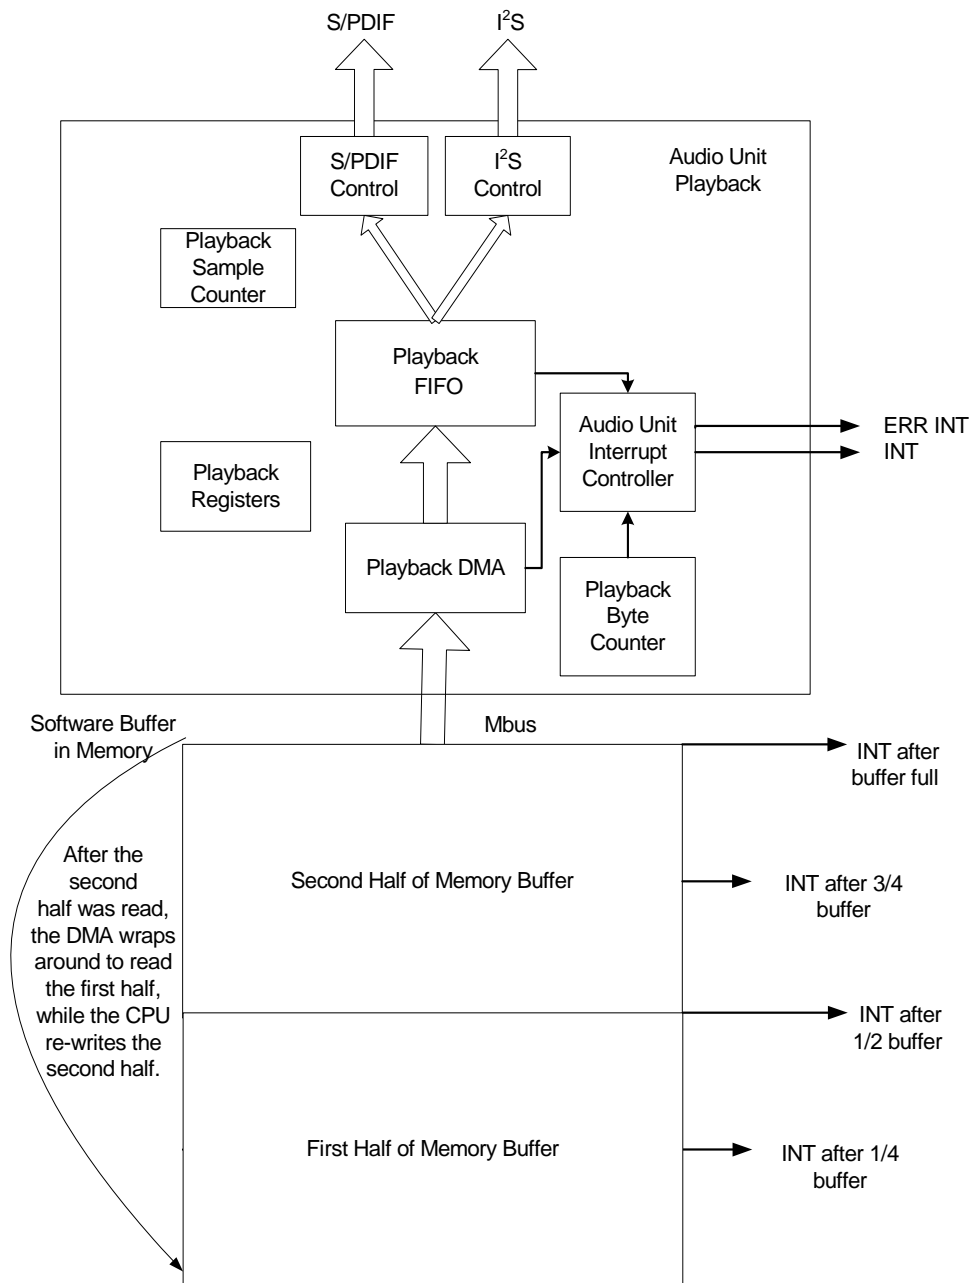 S/PDIF
I²S
S/PDIF
Control
I²S
Control
Audio Unit
Playback
Playback
Sample
Counter
Playback
FIFO
Audio Unit
Interrupt
Controller
ERR INT
INT
Playback
Registers
Playback DMA
Playback
Byte
Counter
Software Buffer
in Memory
Mbus
INT after
buffer full
After the
second
half was read,
the DMA wraps
around to read
the first half,
while the CPU
re-writes the
second half.
Second Half of Memory Buffer
INT after 3/4
buffer
INT after
1/2 buffer
First Half of Memory Buffer
INT after 1/4
buffer